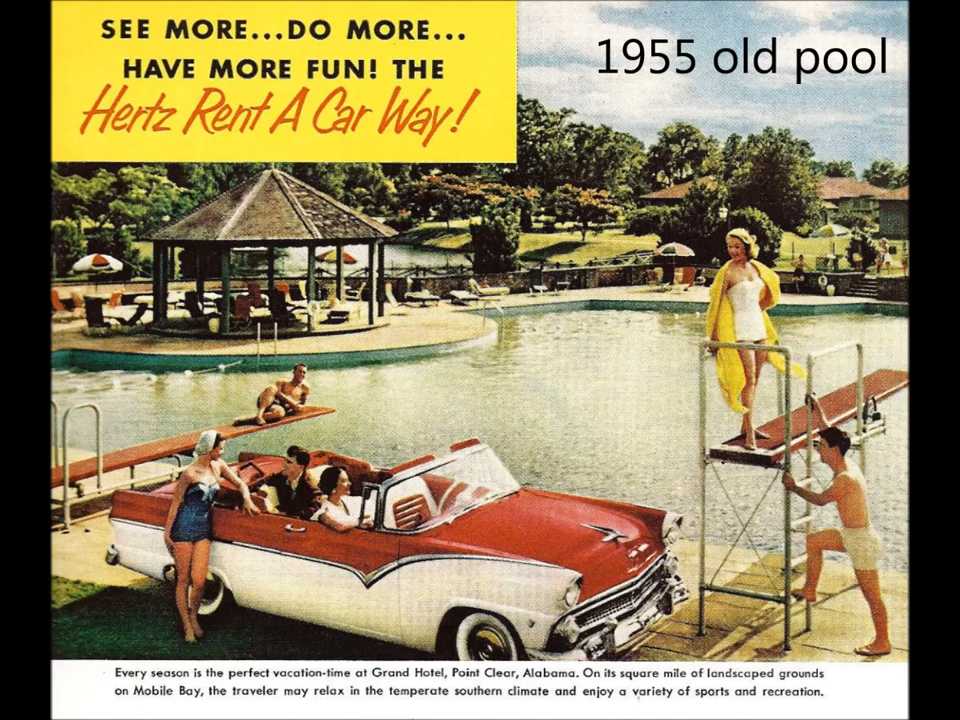 SEE MORE...DO MORE...
HAVE MORE FUN! THE
Hertz Rent A Car Way!
1955 old pool
Every season is the perfect vacation-time at Grand Hotel, Point Clear, Alabama. On its square mile of landscaped grounds
on Mobile Bay, the traveler may relax in the temperate southern climate and enjoy a variety of sports and recreation.